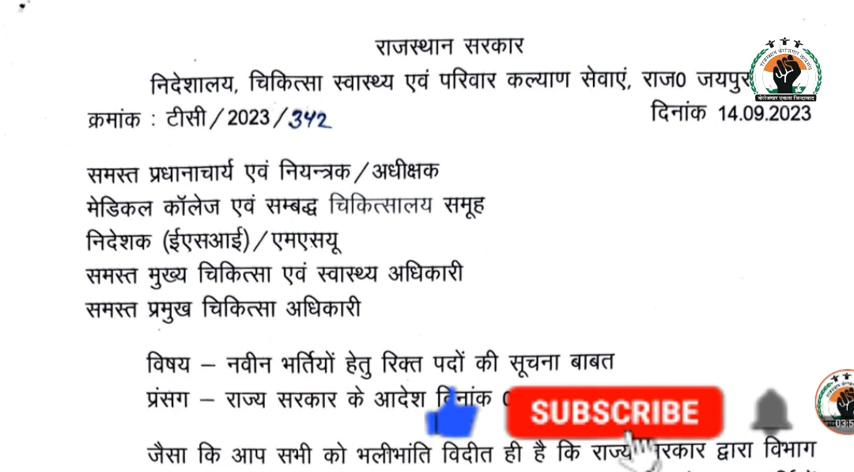 राजस्थान सरकार
निदेशालय, चिकित्सा स्वास्थ्य एवं परिवार कल्याण सेवाएं, राज0 जयपुर
क्रमांक : टीसी / 2023 / 342
दिनांक 14.09.2023
समस्त प्रधानाचार्य एवं नियन्त्रक / अधीक्षक
मेडिकल कॉलेज एवं सम्बद्ध चिकित्सालय समूह
निदेशक (ईएसआई) / एमएसयू
समस्त मुख्य चिकित्सा एवं स्वास्थ्य अधिकारी
समस्त प्रमुख चिकित्सा अधिकारी
विषय – नवीन भर्तियों हेतु रिक्त पदों की सूचना बाबत
प्रंसग – राज्य सरकार के आदेश दिनांक
SUBSCRIBE
जैसा कि आप सभी को भलीभांति विदीत ही है कि राज्य सरकार द्वारा विभाग